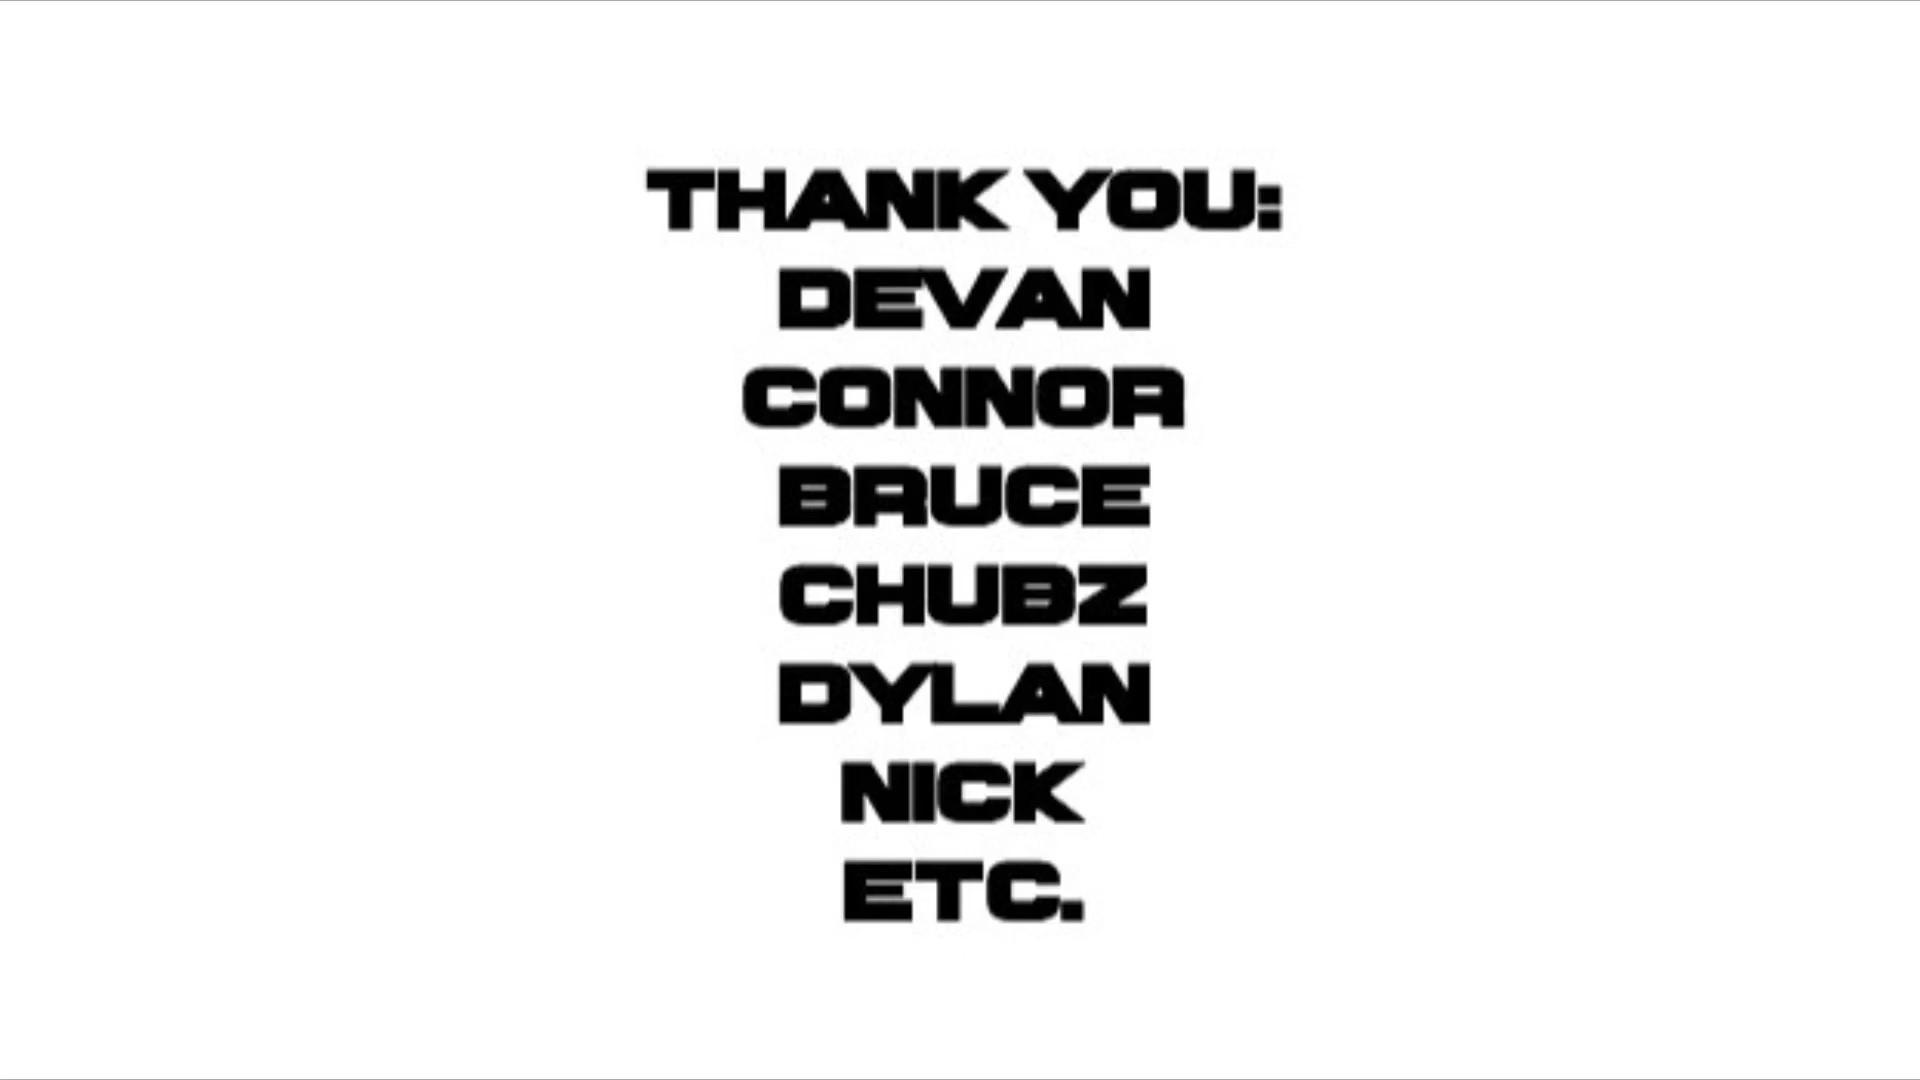 THANK YOU:
DEVAN
CONNOR
BRUCE
CHUBZ
DYLAN
NICK
ETC.